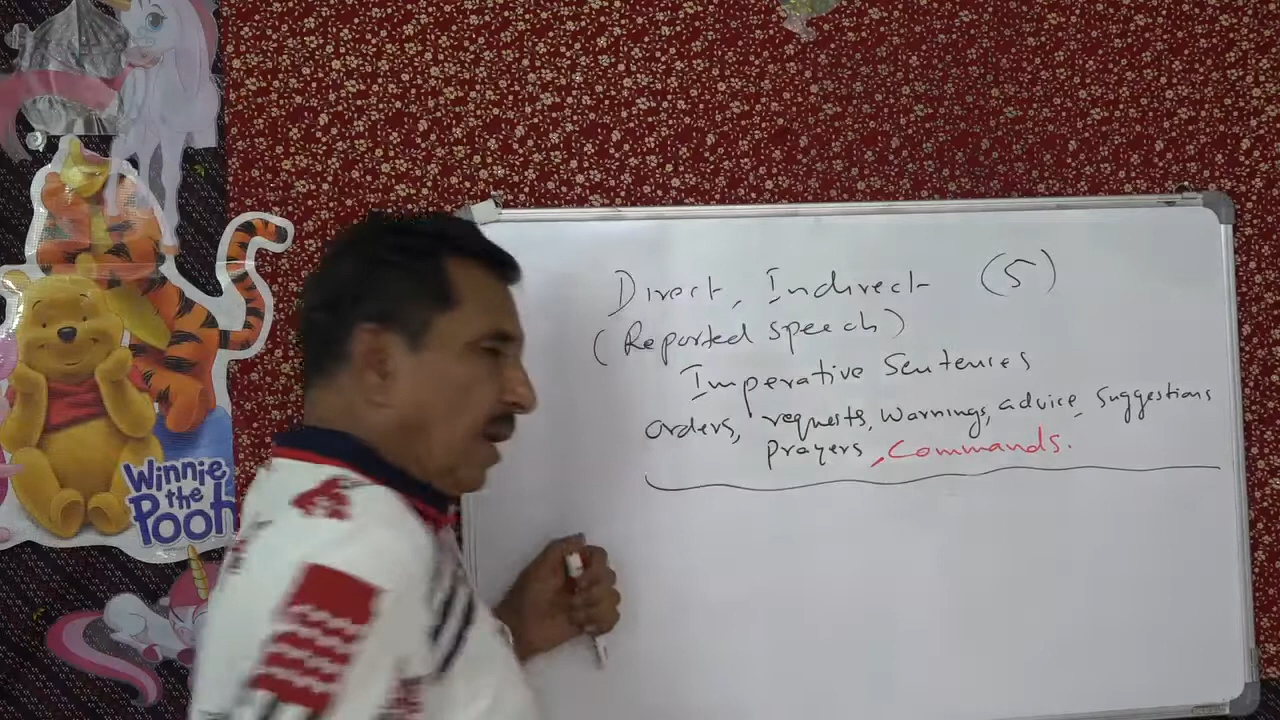 Winnie
the
Pooh
Direct, Indirect (5)
(Reported speech)
Imperative Sentences
orders, requests, Warnings, advice, Suggestions
prayers, Commands.